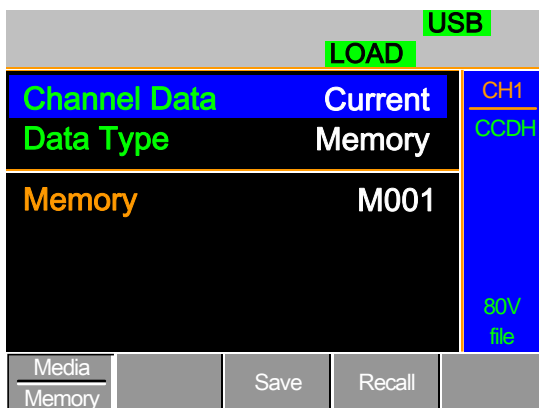 USB
LOAD
Channel Data Current
Data Type Memory
Memory M001
CH1
CCDH
80V
file
Media
Memory
Save
Recall